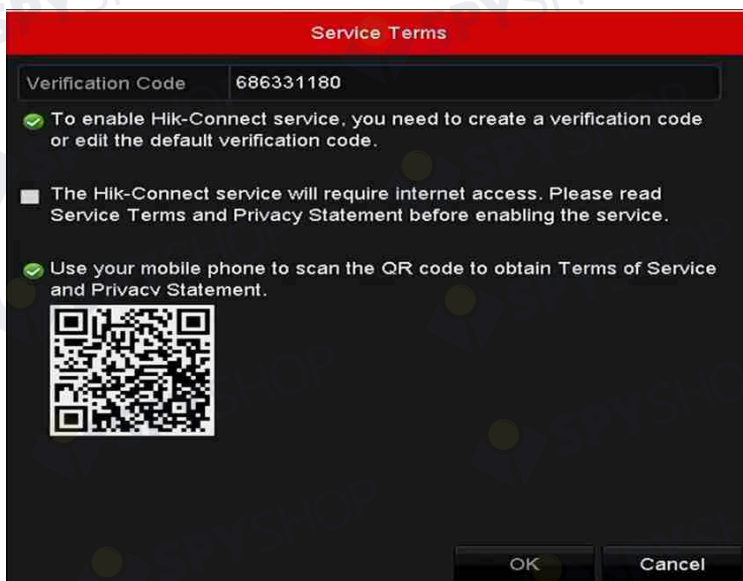 Service Terms
Verification Code 686331180
To enable Hik-Connect service, you need to create a verification code
or edit the default verification code.
The Hik-Connect service will require internet access. Please read
Service Terms and Privacy Statement before enabling the service.
Use your mobile phone to scan the QR code to obtain Terms of Service
and Privacy Statement.
SPYSHOP
OK Cancel